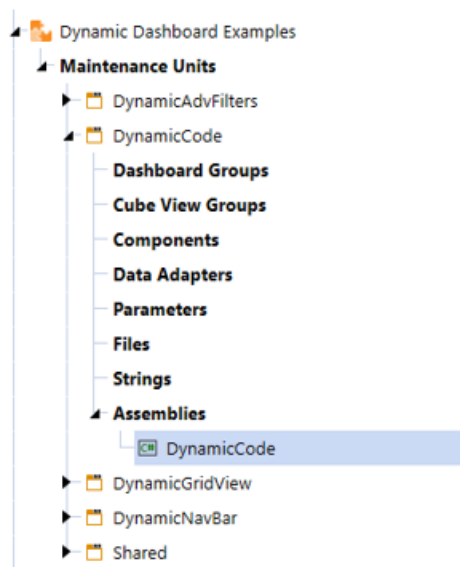 Dynamic Dashboard Examples
Maintenance Units
DynamicAdvFilters
DynamicCode
Dashboard Groups
Cube View Groups
Components
Data Adapters
Parameters
Files
Strings
Assemblies
C# DynamicCode
DynamicGridView
DynamicNavBar
Shared